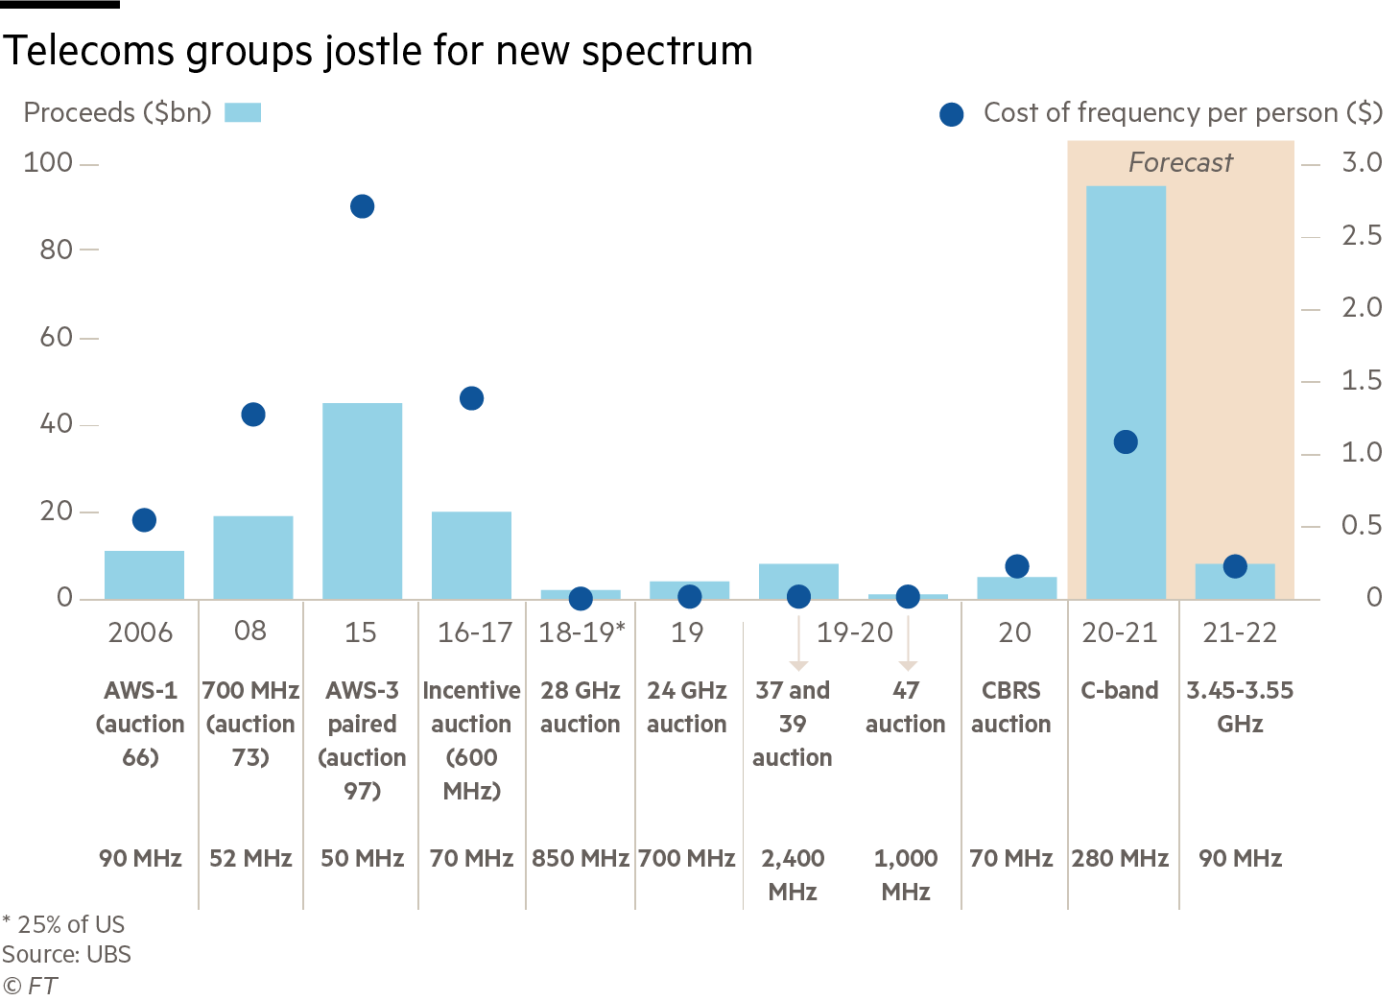 Telecoms groups jostle for new spectrum
Proceeds ($bn)
Cost of frequency per person ($)
Forecast
100
80
60
40
20
0
3.0
2.5
2.0
1.5
1.0
0.5
0
2006
08
15
16-17
18-19*
19
19-20
20
20-21
21-22
AWS-1
(auction
66)
90 MHz
700 MHz
(auction
73)
52 MHz
AWS-3
paired
(auction
97)
50 MHz
Incentive
auction
(600
MHz)
70 MHz
28 GHz
auction
850 MHz
24 GHz
auction
700 MHz
37 and
39
auction
2,400
MHz
47
auction
1,000
MHz
CBRS
auction
70 MHz
C-band
280 MHz
3.45-3.55
GHz
90 MHz
* 25% of US
Source: UBS
© FT